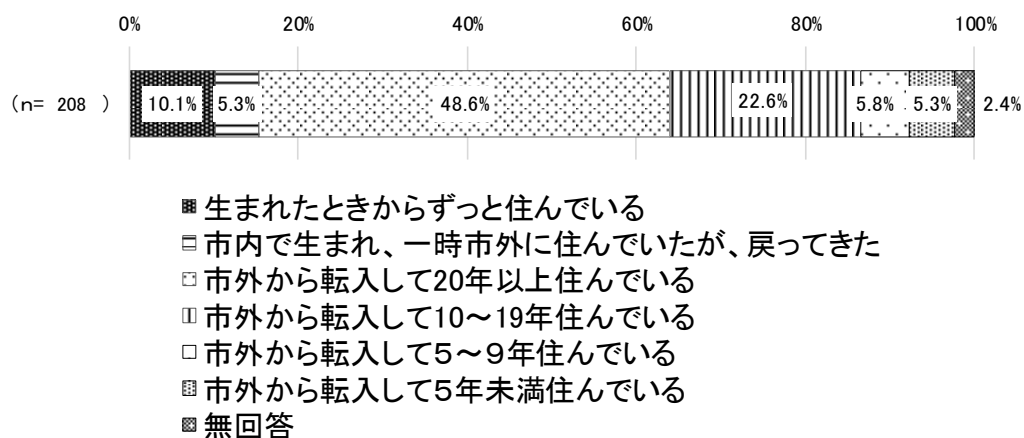 0% 20% 40% 60% 80% 100%
（n= 208 ） 10.1% 5.3% 48.6% 22.6% 5.8% 5.3% 2.4%
生まれたときからずっと住んでいる
市内で生まれ、一時市外に住んでいたが、戻ってきた
市外から転入して20年以上住んでいる
市外から転入して10～19年住んでいる
市外から転入して５～９年住んでいる
市外から転入して５年未満住んでいる
無回答